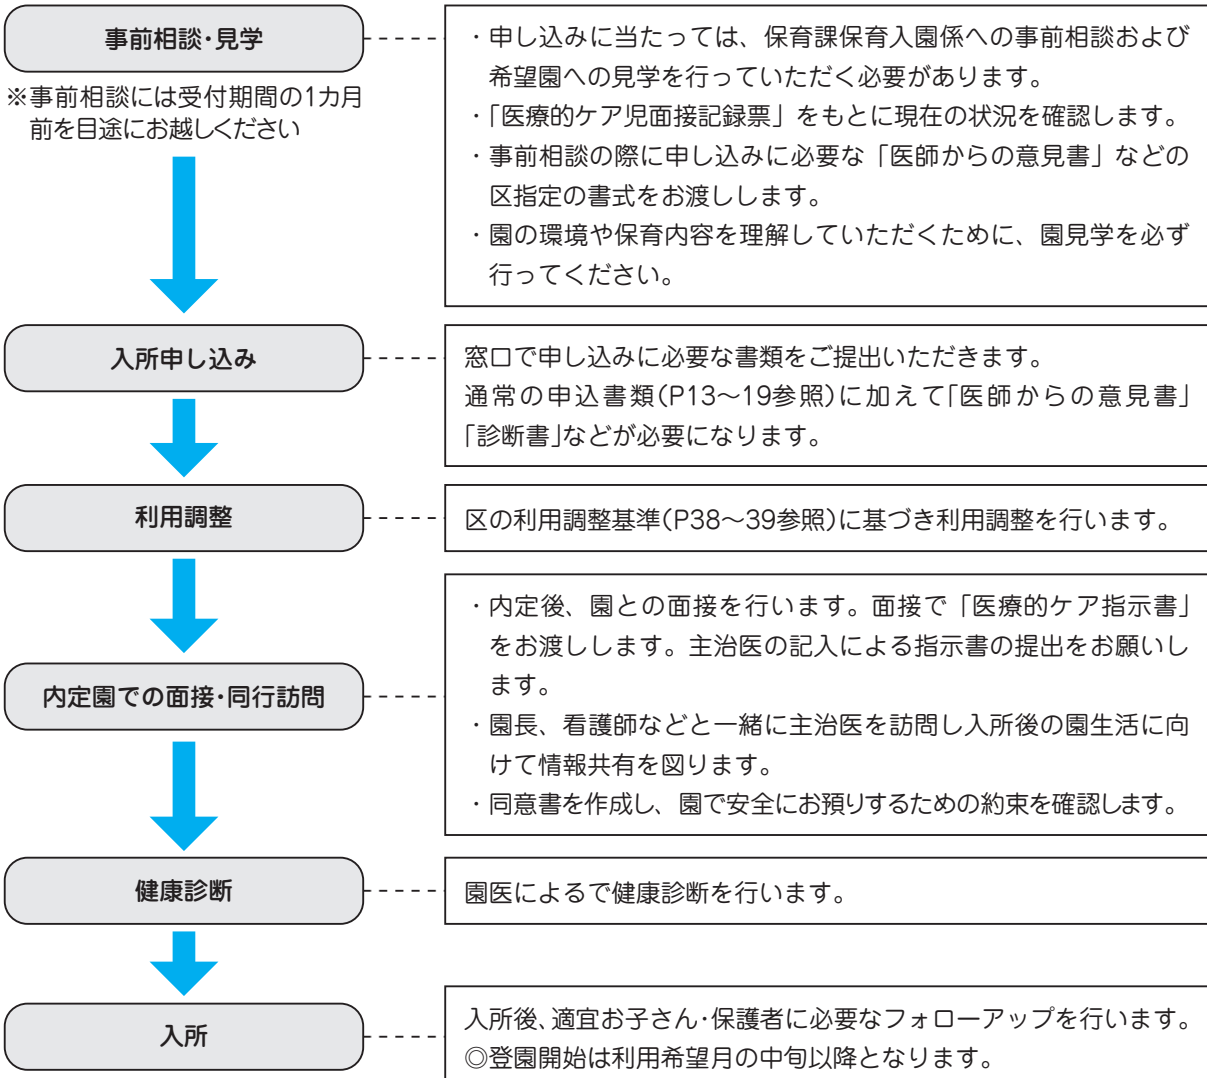 事前相談・見学
※事前相談には受付期間の1カ月
前を目途にお越しください
・申し込みに当たっては、保育課保育入園係への事前相談および
希望園への見学を行っていただく必要があります。
・「医療的ケア児面接記録票」をもとに現在の状況を確認します。
・事前相談の際に申し込みに必要な「医師からの意見書」などの
区指定の書式をお渡しします。
・園の環境や保育内容を理解していただくために、園見学を必ず
行ってください。
入所申し込み
窓口で申し込みに必要な書類をご提出いただきます。
通常の申込書類(P13〜19参照)に加えて「医師からの意見書」
「診断書」などが必要になります。
利用調整
区の利用調整基準(P38〜39参照)に基づき利用調整を行います。
内定園での面接・同行訪問
・内定後、園との面接を行います。面接で「医療的ケア指示書」
をお渡しします。主治医の記入による指示書の提出をお願いし
ます。
・園長、看護師などと一緒に主治医を訪問し入所後の園生活に向
けて情報共有を図ります。
・同意書を作成し、園で安全にお預りするための約束を確認します。
健康診断
園医によるで健康診断を行います。
入所
入所後、適宜お子さん・保護者に必要なフォローアップを行います。
◎登園開始は利用希望月の中旬以降となります。